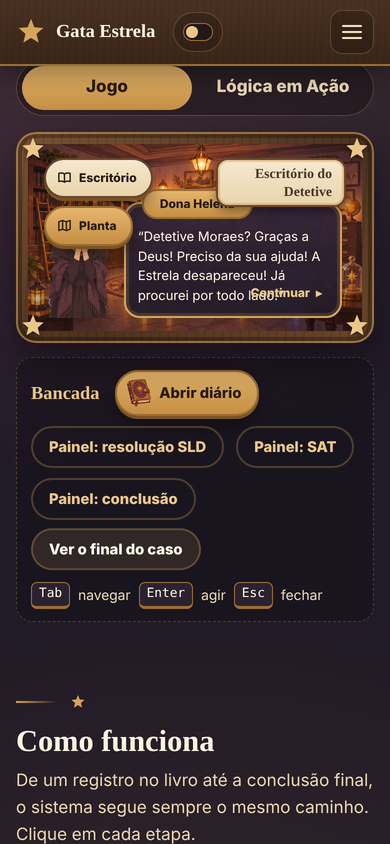 Gata Estrela
Jogo
Lógica em Ação
Escritório
Escritório do
Detetive
Dona Helena
Planta
“Detetive Moraes? Graças a
Deus! Preciso da sua ajuda! A
Estrela desapareceu! Já
procurei por todo lado!”
Continuar ▸
Bancada
Abrir diário
Painel: resolução SLD
Painel: SAT
Painel: conclusão
Ver o final do caso
Tab navegar Enter agir Esc fechar
Como funciona
De um registro no livro até a conclusão final,
o sistema segue sempre o mesmo caminho.
Clique em cada etapa.